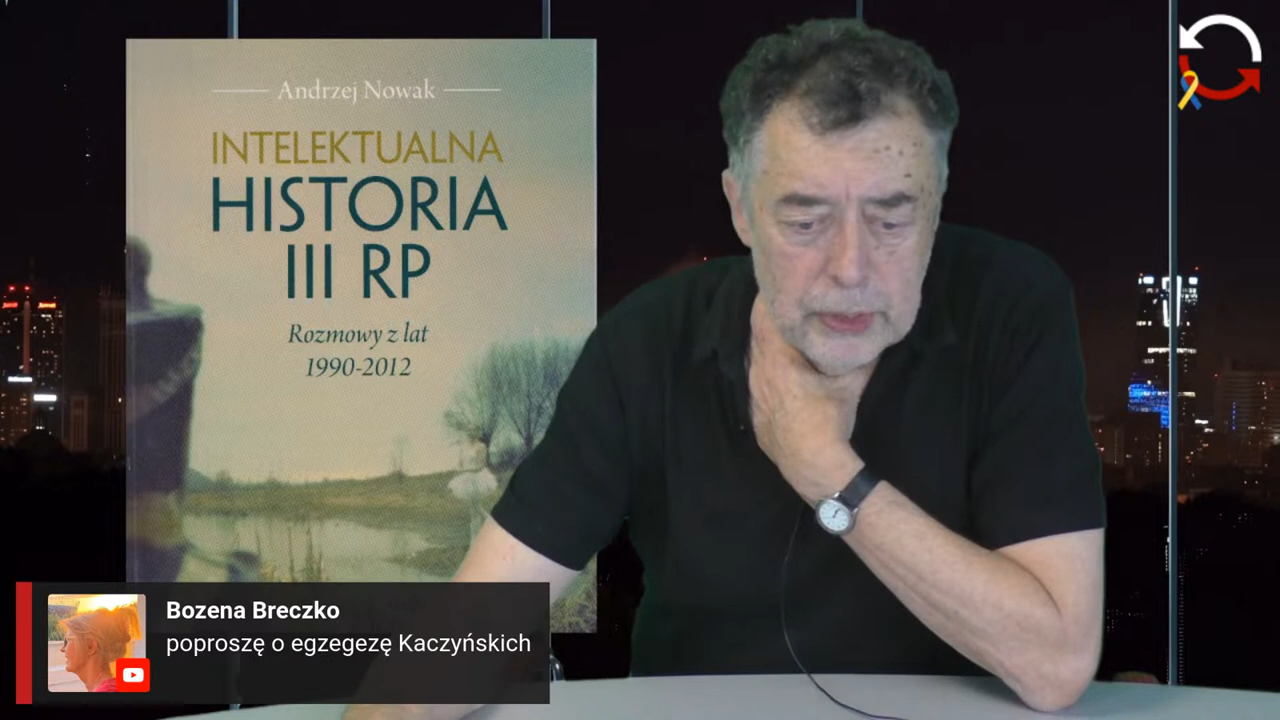 Andrzej Nowak
INTELEKTUALNA
HISTORIA
III RP
Rozmowy z lat
1990-2012
Bozena Breczko
poproszę o egzegezę Kaczyńskich